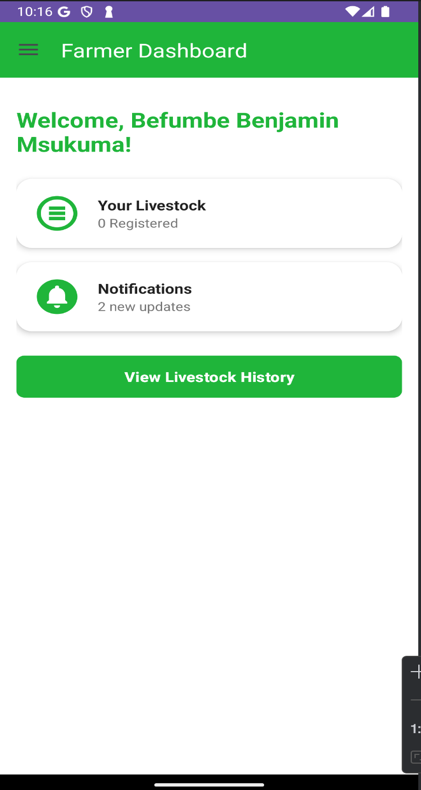 10:16
Farmer Dashboard
Welcome, Befumbe Benjamin
Msukuma!
Your Livestock
0 Registered
Notifications
2 new updates
View Livestock History
1: